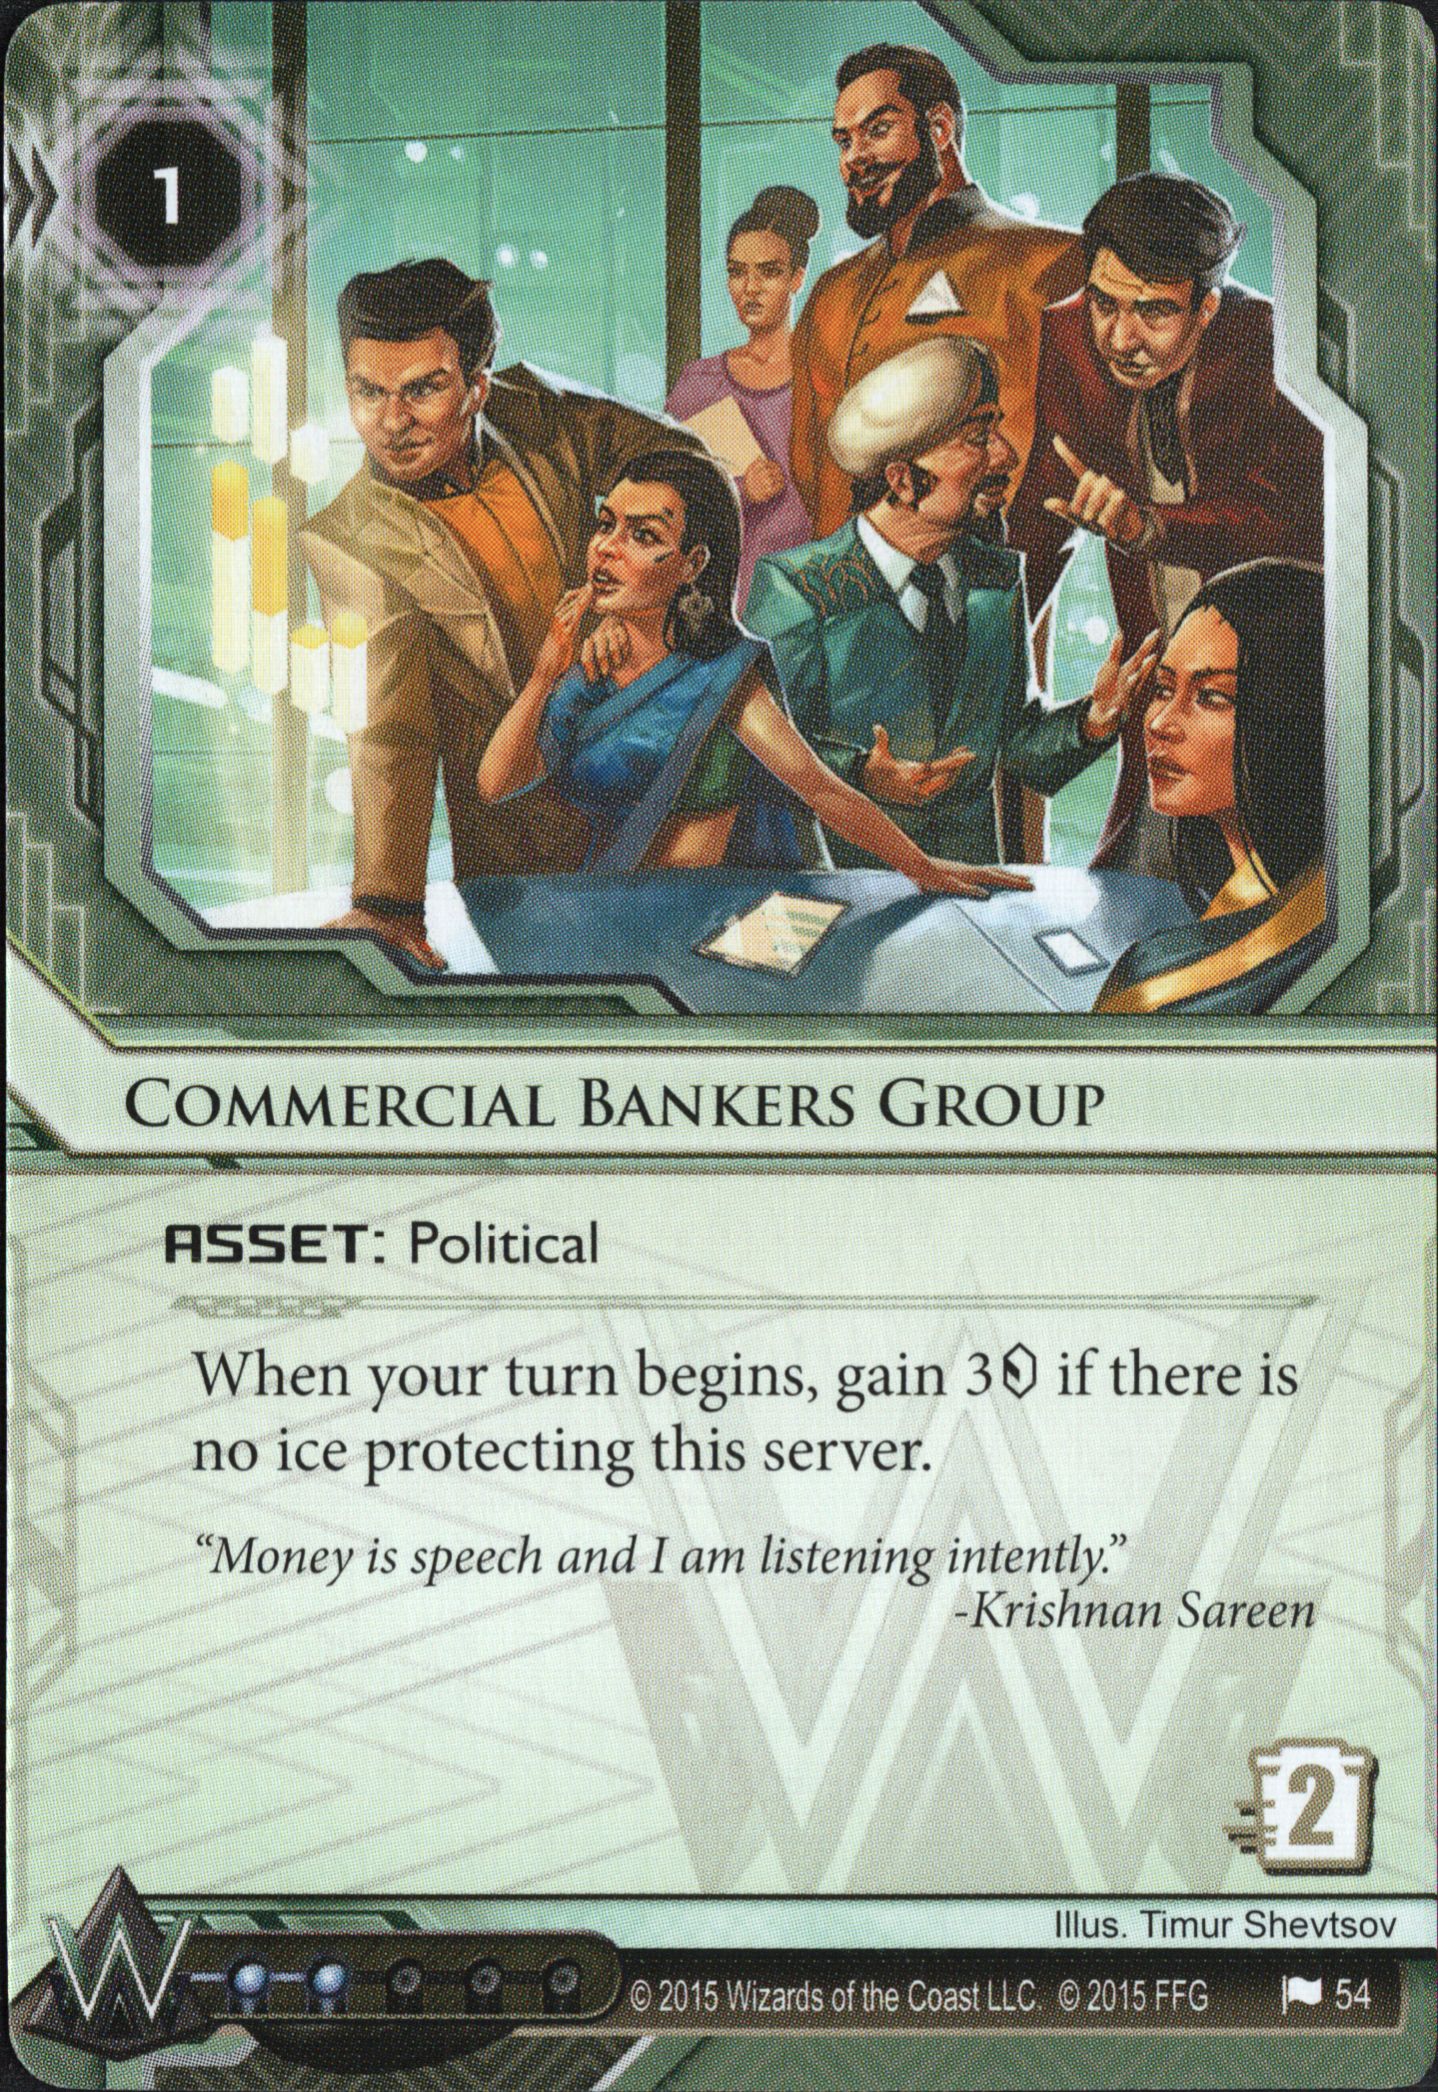 1
COMMERCIAL BANKERS GROUP
ASSET: Political
When your turn begins, gain 3 if there is
no ice protecting this server.
“Money is speech and I am listening intently.”
-Krishnan Sareen
2
Illus. Timur Shevtsov
W
© 2015 Wizards of the Coast LLC. © 2015 FFG 54